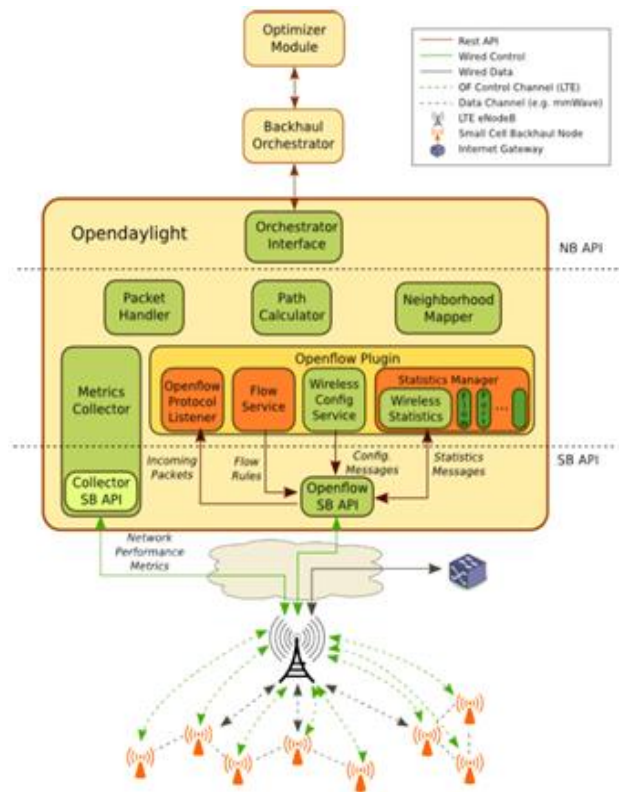 Optimizer
Module
Rest API
Wired Control
Wired Data
OF Control Channel (LTE)
Data Channel (e.g. mmWave)
LTE eNodeB
Small Cell Backhaul Node
Internet Gateway
Backhaul
Orchestrator
Opendaylight
Orchestrator
Interface
NB API
Packet
Handler
Path
Calculator
Neighborhood
Mapper
Openflow Plugin
Metrics
Collector
Openflow
Protocol
Listener
Flow
Service
Wireless
Config
Service
Statistics Manager
Wireless
Statistics
...
SB API
Incoming
Packets
Flow
Rules
Config
Messages
Statistics
Messages
Collector
SB API
Openflow
SB API
Network
Performance
Metrics